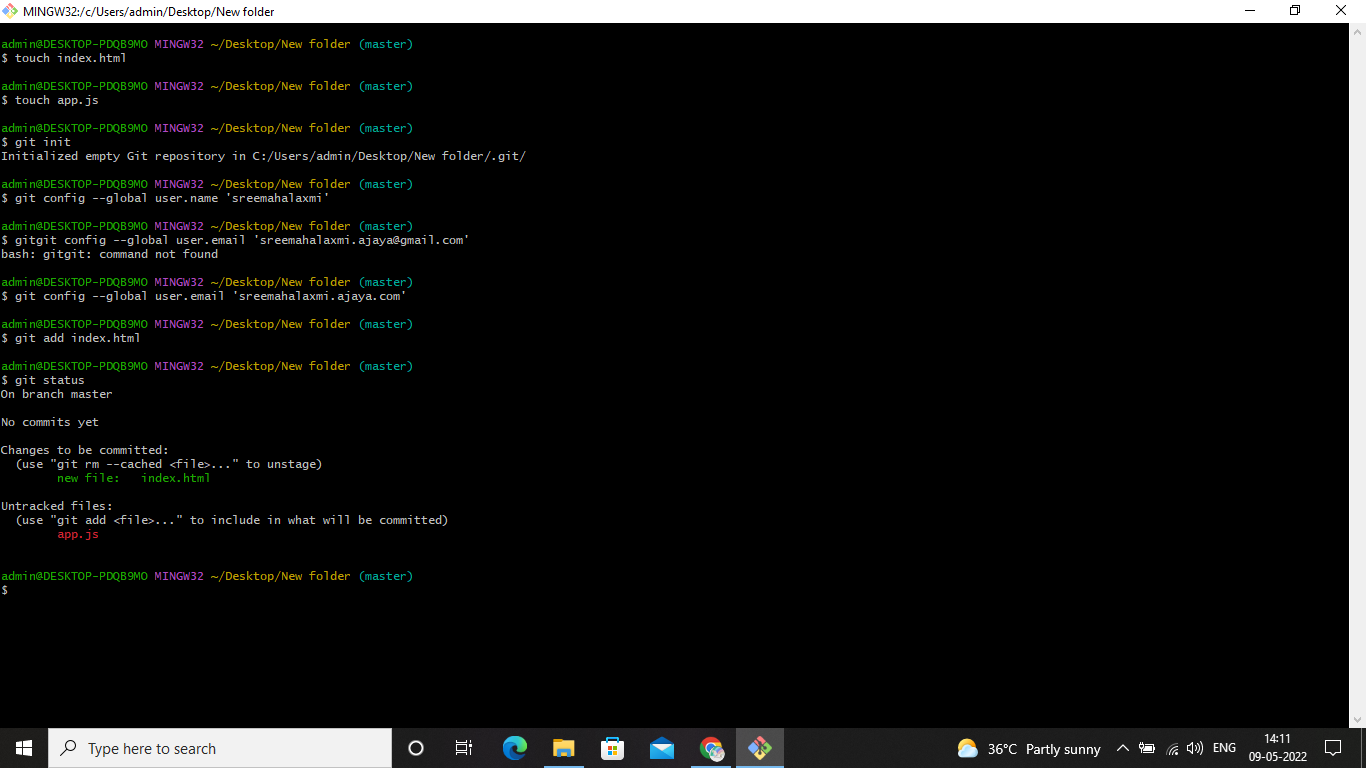 MINGW32:/c/Users/admin/Desktop/New folder
admin@DESKTOP-PDQB9MO MINGW32 ~/Desktop/New folder (master)
$ touch index.html
admin@DESKTOP-PDQB9MO MINGW32 ~/Desktop/New folder (master)
$ touch app.js
admin@DESKTOP-PDQB9MO MINGW32 ~/Desktop/New folder (master)
$ git init
Initialized empty Git repository in C:/Users/admin/Desktop/New folder/.git/
admin@DESKTOP-PDQB9MO MINGW32 ~/Desktop/New folder (master)
$ git config --global user.name 'sreemahalaxmi'
admin@DESKTOP-PDQB9MO MINGW32 ~/Desktop/New folder (master)
$ gitgit config --global user.email 'sreemahalaxmi.ajaya@gmail.com'
bash: gitgit: command not found
admin@DESKTOP-PDQB9MO MINGW32 ~/Desktop/New folder (master)
$ git config --global user.email 'sreemahalaxmi.ajaya.com'
admin@DESKTOP-PDQB9MO MINGW32 ~/Desktop/New folder (master)
$ git add index.html
admin@DESKTOP-PDQB9MO MINGW32 ~/Desktop/New folder (master)
$ git status
On branch master
No commits yet
Changes to be committed:
(use "git rm --cached <file>..." to unstage)
new file:   index.html
Untracked files:
(use "git add <file>..." to include in what will be committed)
app.js
admin@DESKTOP-PDQB9MO MINGW32 ~/Desktop/New folder (master)
$
Type here to search
36°C Partly sunny
ENG
14:11
09-05-2022